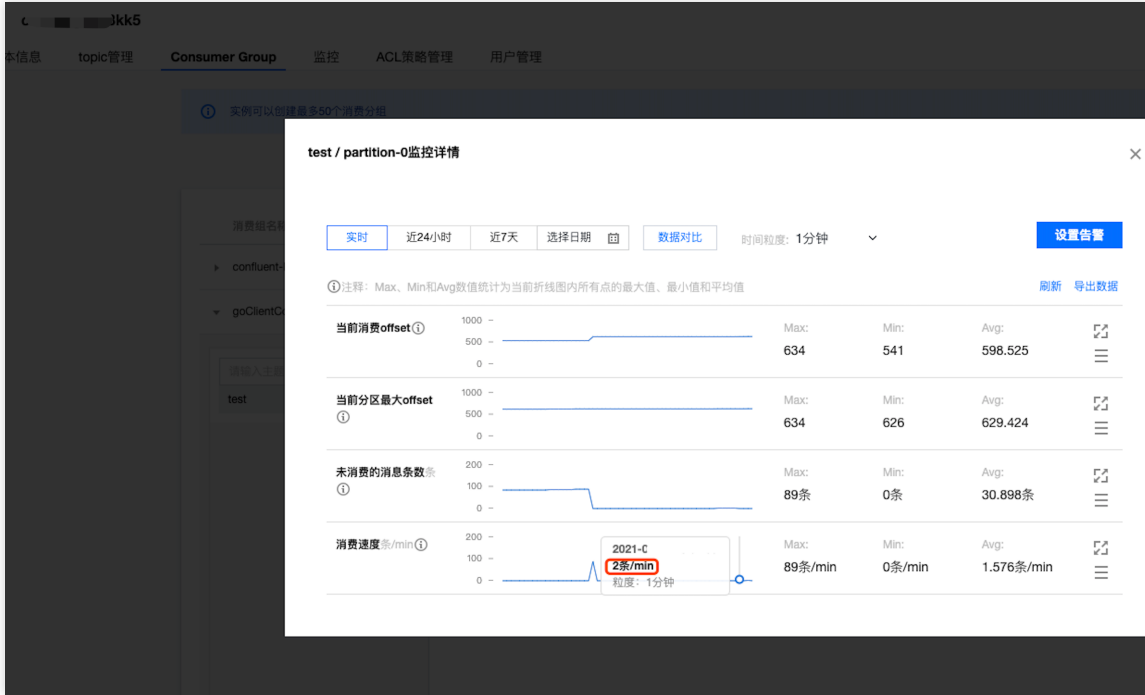 kk5
本信息 topic管理 Consumer Group 监控 ACL策略管理 用户管理
实例可以创建最多50个消费分组
test / partition-0监控详情
消费组名称
实时 近24小时 近7天 选择日期 数据对比 时间粒度: 1分钟 设置告警
confluent-
注释: Max、Min和Avg数值统计为当前折线图内所有点的最大值、最小值和平均值 刷新 导出数据
goClientCo
当前消费offset 1000 500 0 Max: 634 Min: 541 Avg: 598.525
请输入主题
test
当前分区最大offset 1000 500 0 Max: 634 Min: 626 Avg: 629.424
未消费的消息条数条 200 100 0 Max: 89条 Min: 0条 Avg: 30.898条
消费速度条/min 200 100 0 Max: 89条/min Min: 0条/min Avg: 1.576条/min
2021-0
2条/min
粒度: 1分钟